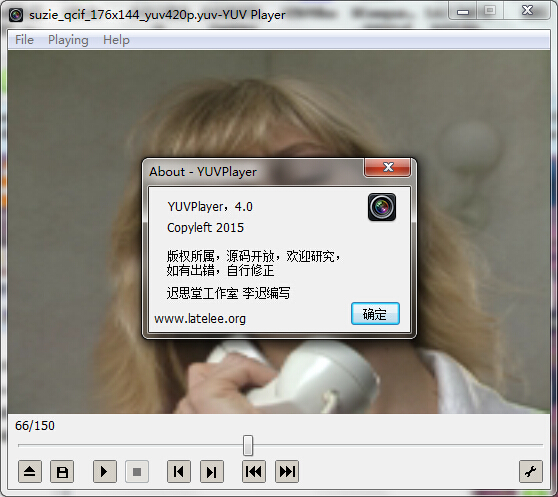 suzie_qcif_176x144_yuv420p.yuv-YUV Player
File Playing Help
About - YUVPlayer
YUVPlayer，4.0
Copyleft 2015
版权所属，源码开放，欢迎研究，
如有出错，自行修正
迟思堂工作室 李迟编写
www.latelee.org
确定
66/150